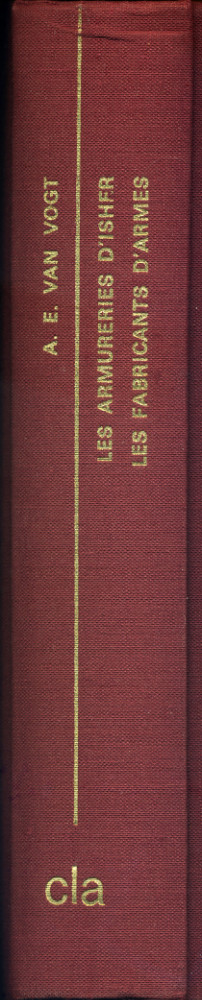 A. E. VAN VOGT
LES ARMURERIES D'ISHER
LES FABRICANTS D'ARMES
cla